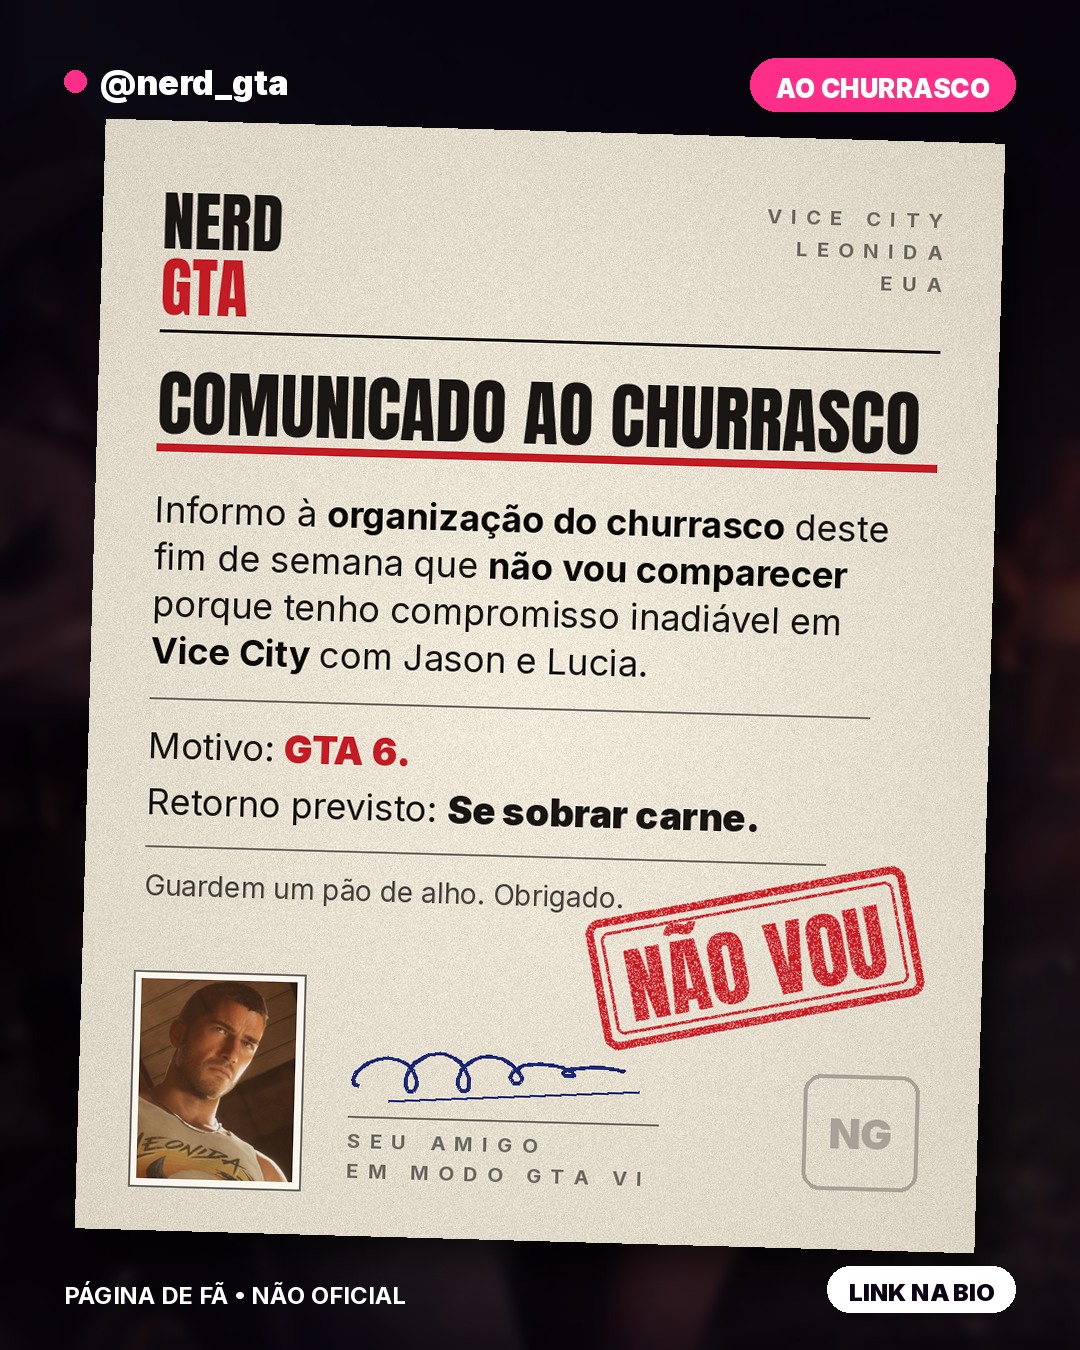 @nerd_gta
AO CHURRASCO
NERD
GTA
VICE CITY
LEONIDA
EUA
COMUNICADO AO CHURRASCO
Informo à organização do churrasco deste
fim de semana que não vou comparecer
porque tenho compromisso inadiável em
Vice City com Jason e Lucia.
Motivo: GTA 6.
Retorno previsto: Se sobrar carne.
Guardem um pão de alho. Obrigado.
NÃO VOU
LEONIDA
SEU AMIGO
EM MODO GTA VI
NG
PÁGINA DE FÃ • NÃO OFICIAL
LINK NA BIO